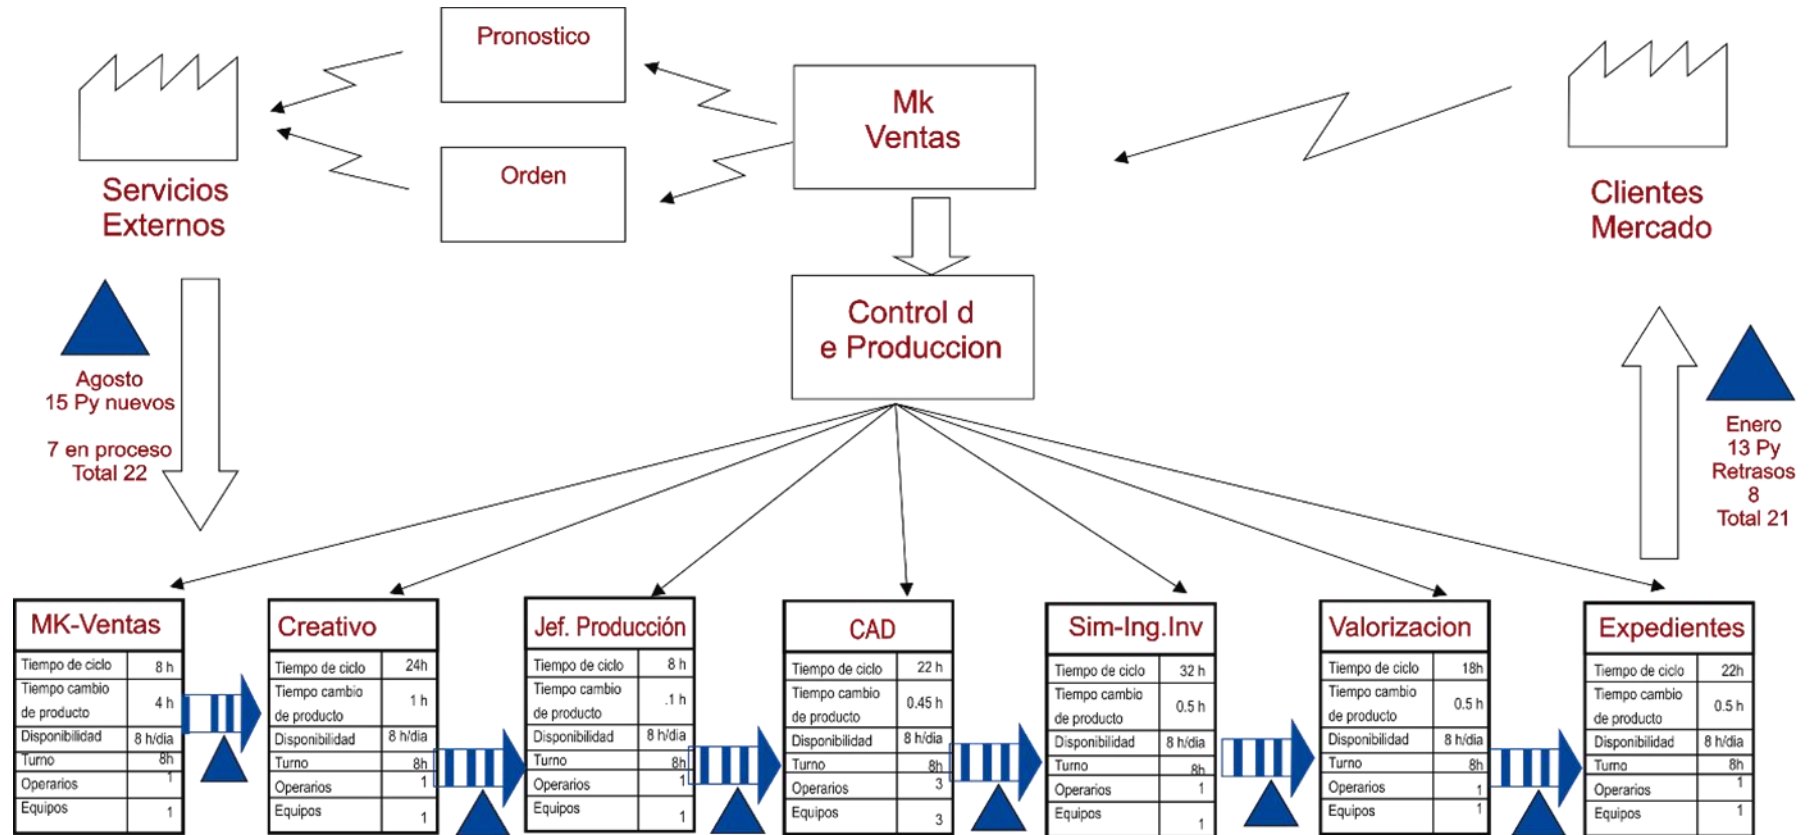 Pronostico
Orden
Mk
Ventas
Servicios
Externos
Clientes
Mercado
Control d
e Produccion
Agosto
15 Py nuevos
7 en proceso
Total 22
Enero
13 Py
Retrasos
8
Total 21
MK-Ventas
Tiempo de ciclo 8 h
Tiempo cambio
de producto 4 h
Disponibilidad 8 h/dia
Turno 8h
Operarios 1
Equipos 1
Creativo
Tiempo de ciclo 24h
Tiempo cambio
de producto 1 h
Disponibilidad 8 h/dia
Turno 8h
Operarios 1
Equipos 1
Jef. Producción
Tiempo de ciclo 8 h
Tiempo cambio
de producto .1 h
Disponibilidad 8 h/dia
Turno 8h
Operarios 1
Equipos 1
CAD
Tiempo de ciclo 22 h
Tiempo cambio
de producto 0.45 h
Disponibilidad 8 h/dia
Turno 8h
Operarios 3
Equipos 3
Sim-Ing.Inv
Tiempo de ciclo 32 h
Tiempo cambio
de producto 0.5 h
Disponibilidad 8 h/dia
Turno 8h
Operarios 1
Equipos 1
Valorizacion
Tiempo de ciclo 18h
Tiempo cambio
de producto 0.5 h
Disponibilidad 8 h/dia
Turno 8h
Operarios 1
Equipos 1
Expedientes
Tiempo de ciclo 22h
Tiempo cambio
de producto 0.5 h
Disponibilidad 8 h/dia
Turno 8h
Operarios 1
Equipos 1